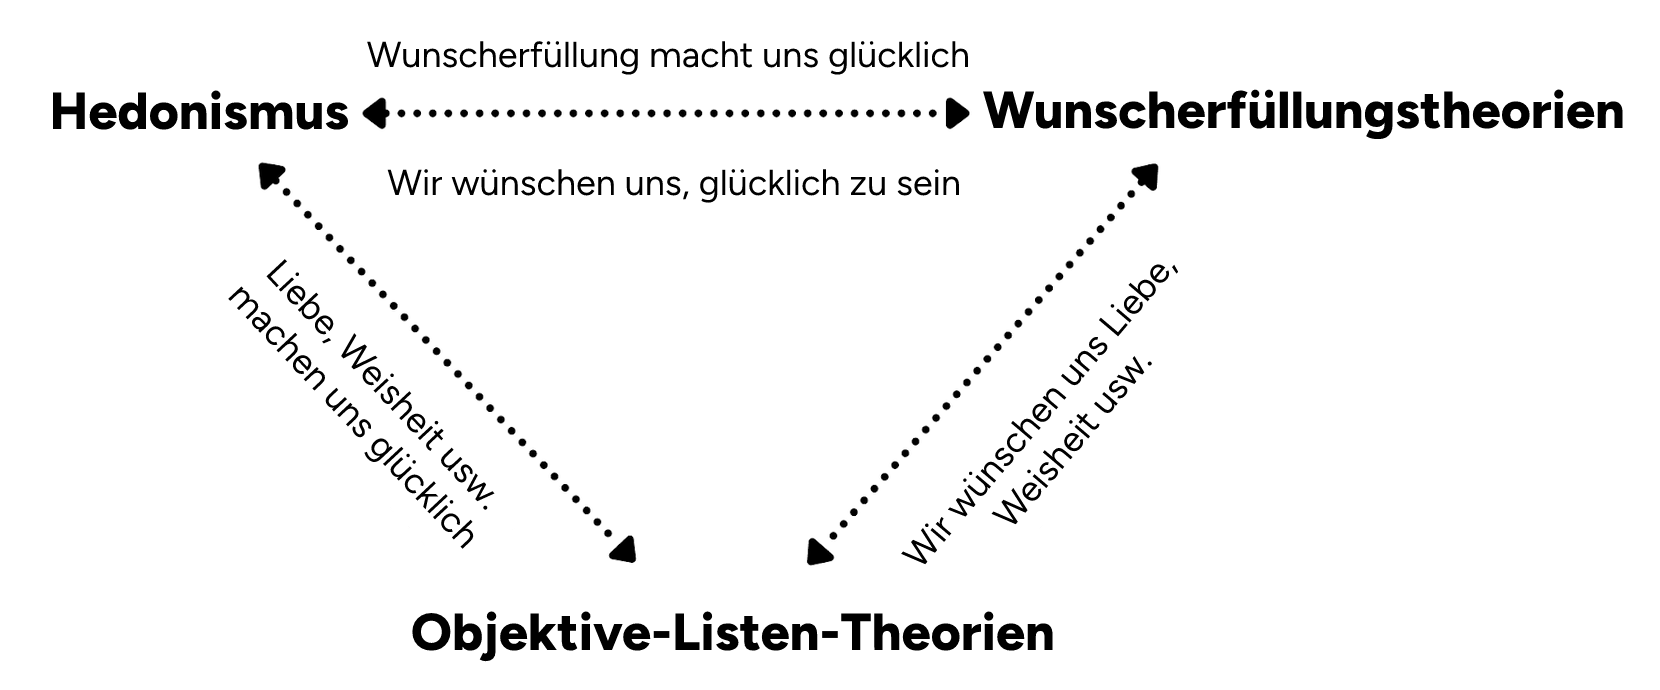 Wunscherfüllung macht uns glücklich
Hedonismus
Wunscherfüllungstheorien
Wir wünschen uns, glücklich zu sein
Liebe, Weisheit usw.
machen uns glücklich
Wir wünschen uns Liebe,
Weisheit usw.
Objektive-Listen-Theorien